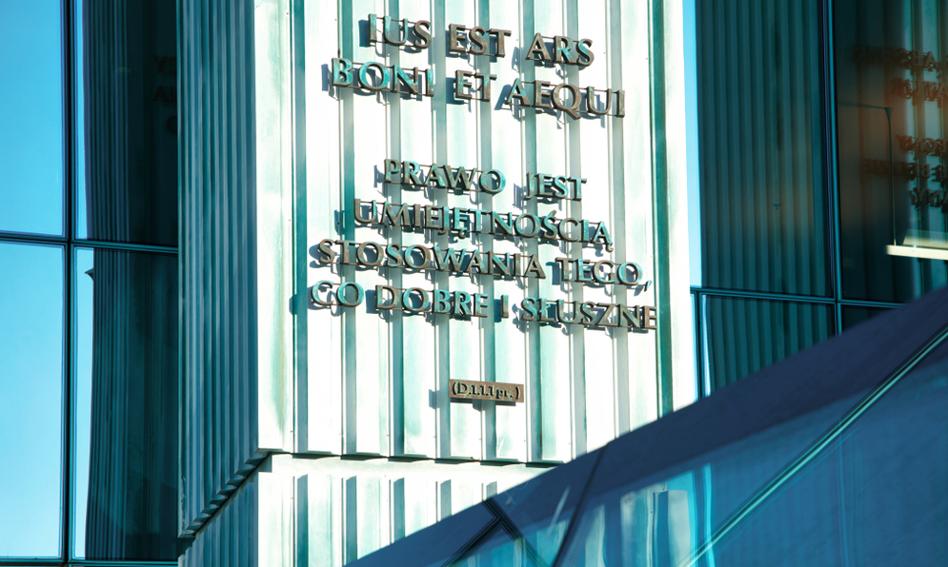 IUS EST ARS
BONI ET AEQUI
PRAWO JEST
UMIEJĘTNOŚCIĄ
STOSOWANIA TEGO,
CO DOBRE I SŁUSZNE
(D.1.1.1 pr.)